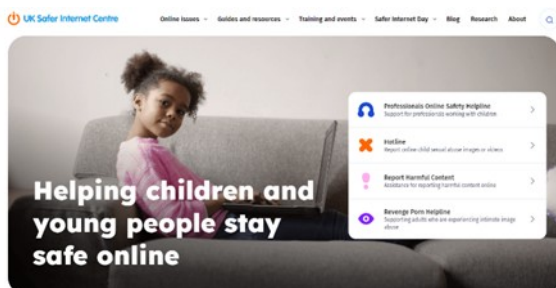 UK Safer Internet Centre
Online issues
Guides and resources
Training and events
Safer Internet Day
Blog
Research
About
Helping children and
young people stay
safe online
Professionals Online Safety Helpline
Support for professionals working with children
Hotline
Report online child sexual abuse images or videos
Report Harmful Content
Assistance for reporting harmful content online
Revenge Porn Helpline
Supporting adults who are experiencing intimate image
abuse